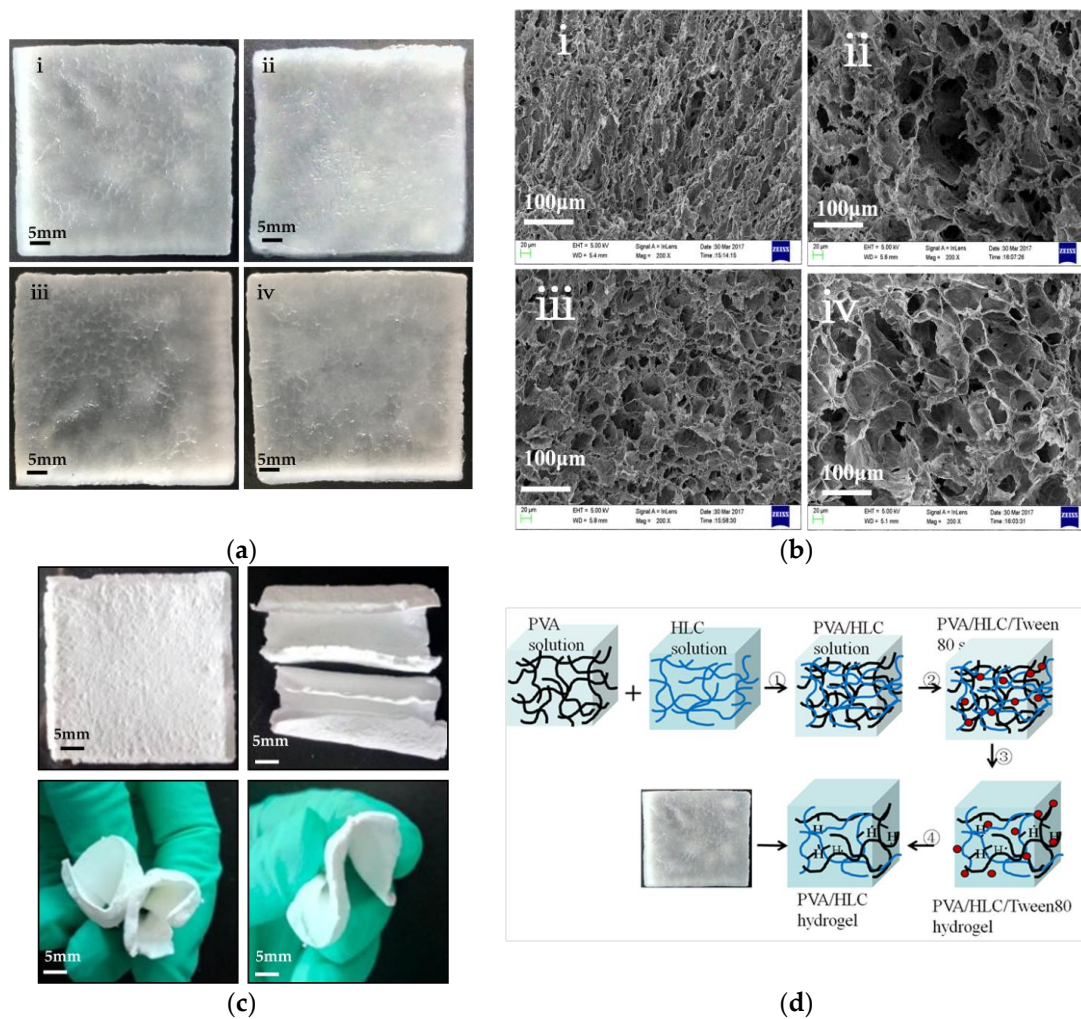 i
ii
5mm
5mm
iii
iv
5mm
5mm
(a)
i
100μm
20 μm
EHT = 5.00 kV Signal A = InLens Date :30 Mar 2017
WD = 5.4 mm Mag = 200 X Time :15:14:15
ZEISS
ii
100μm
20 μm
EHT = 5.00 kV Signal A = InLens Date :30 Mar 2017
WD = 5.6 mm Mag = 200 X Time :16:07:26
ZEISS
iii
100μm
20 μm
EHT = 5.00 kV Signal A = InLens Date :30 Mar 2017
WD = 5.8 mm Mag = 200 X Time :15:58:30
ZEISS
iv
100μm
20 μm
EHT = 5.00 kV Signal A = InLens Date :30 Mar 2017
WD = 5.1 mm Mag = 200 X Time :16:03:31
ZEISS
(b)
5mm
5mm
5mm
5mm
(c)
PVA
solution
+
HLC
solution
①
PVA/HLC
solution
②
PVA/HLC/Tween
80 s
③
H H H H H
PVA/HLC/Tween80
hydrogel
④
H H H H H
PVA/HLC
hydrogel
(d)